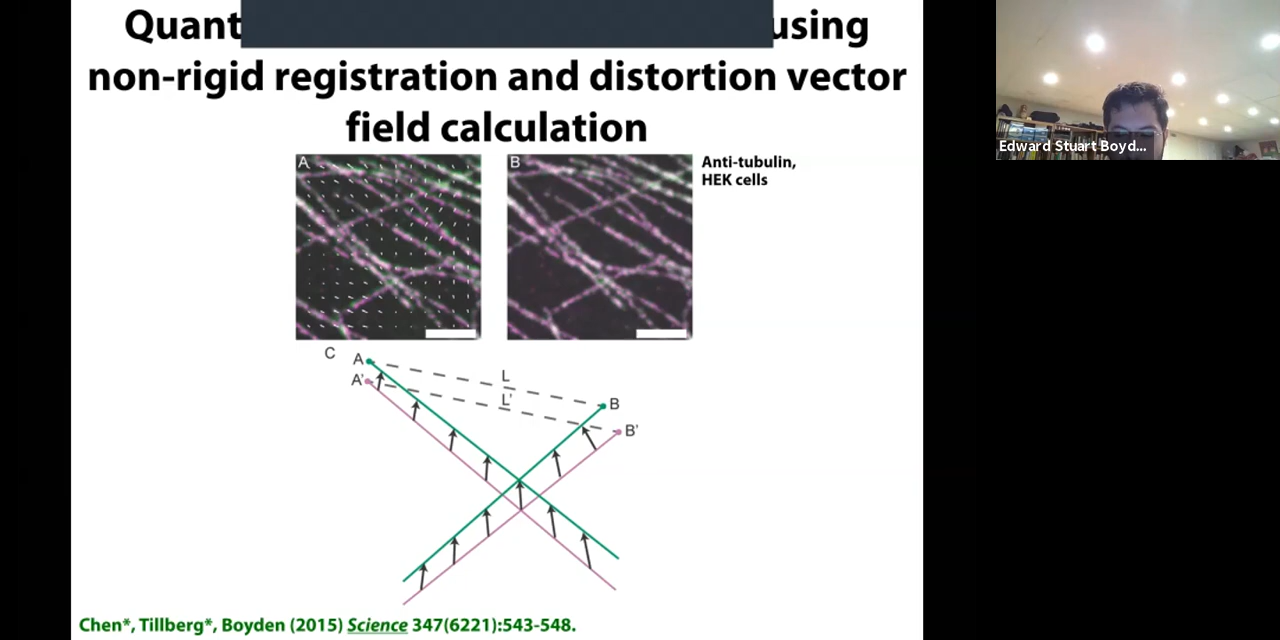 Quant using
non-rigid registration and distortion vector
field calculation
A
B
Anti-tubulin,
HEK cells
C
A
A'
L
L'
B
B'
Chen*, Tillberg*, Boyden (2015) Science 347(6221):543-548.
Edward Stuart Boyd...